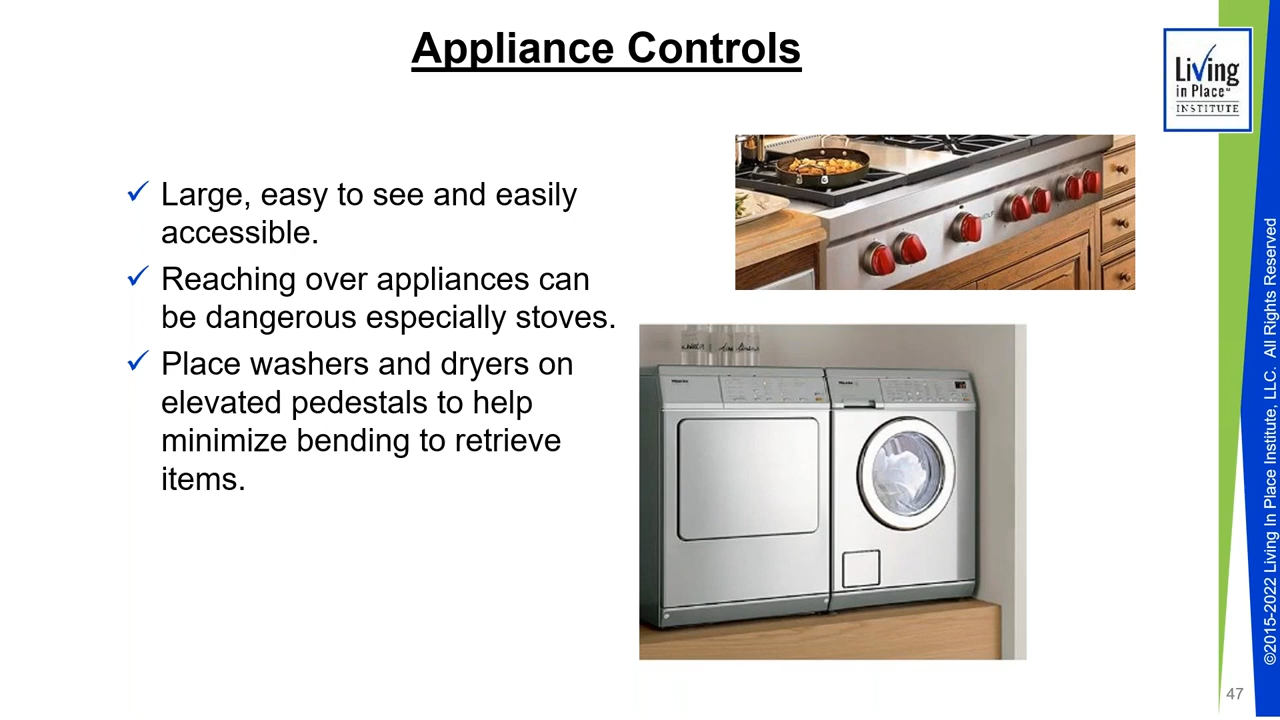 Appliance Controls
Living
in Place
INSTITUTE
Large, easy to see and easily
accessible.
Reaching over appliances can
be dangerous especially stoves.
Place washers and dryers on
elevated pedestals to help
minimize bending to retrieve
items.
©2015-2022 Living In Place Institute, LLC. All Rights Reserved
47